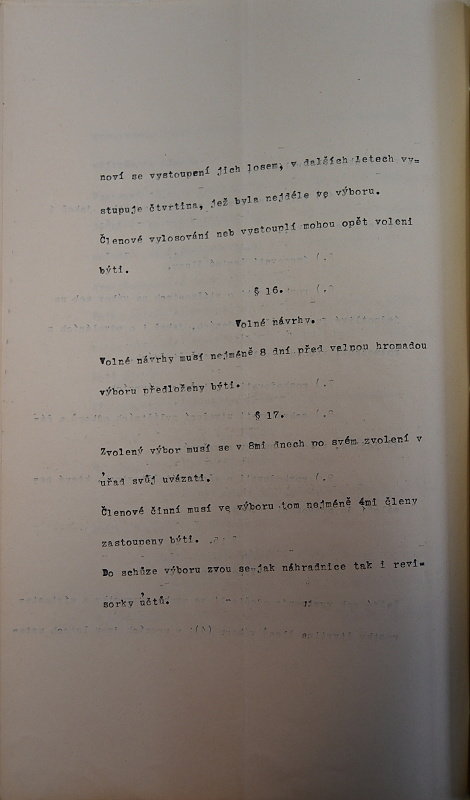 noví se vystoupení jich losem, v dalších letech vy=
stupuje čtvrtina, jež byla nejdéle ve výboru.
Členové vylosování neb vystouplí mohou opět voleni
býti.
§ 16.
Volné návrhy.
Volné návrhy musí nejméně 8 dní před valnou hromadou
výboru předloženy býti.
§ 17.
Zvolený výbor musí se v 8mi dnech po svém zvolení v
úřad svůj uvázati.
Členové činní musí ve výboru tom nejméně 4mi členy
zastoupeny býti.
Do schůze výboru zvou se jak náhradnice tak i revi=
sorky účtů.